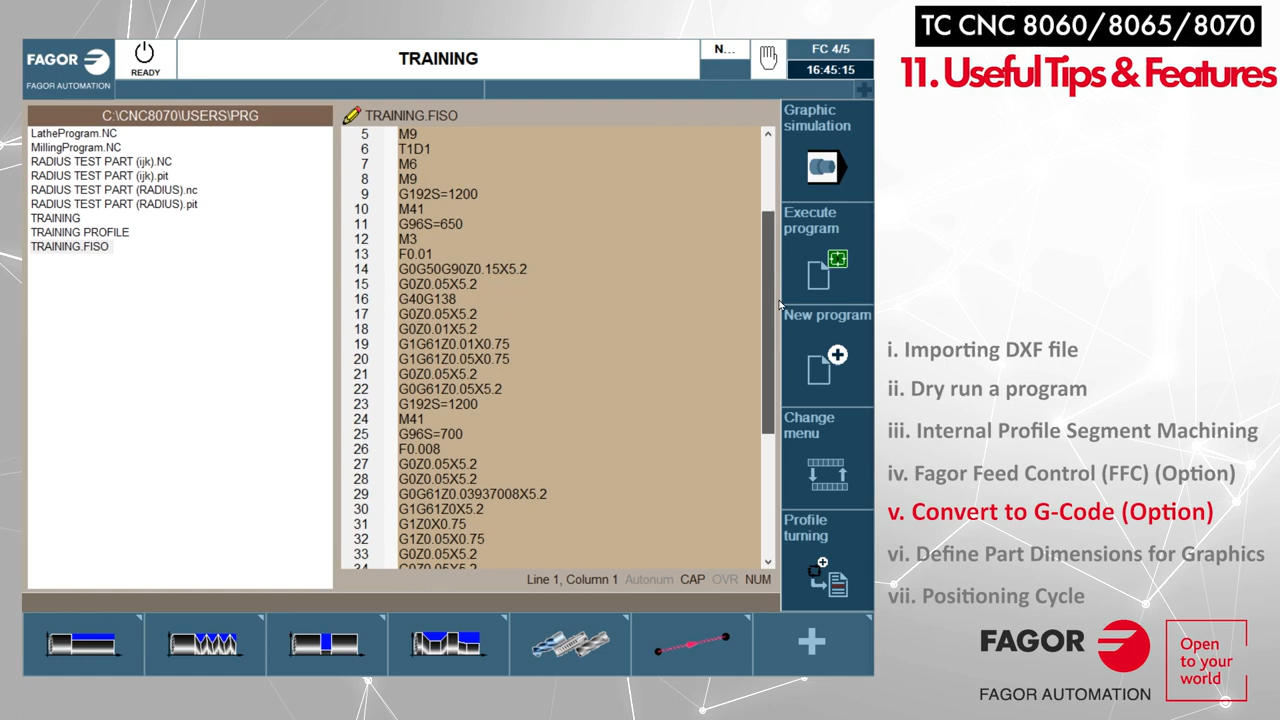 TC CNC 8060/8065/8070
11. Useful Tips & Features
FAGOR
FAGOR AUTOMATION
READY
TRAINING
N...
FC 4/5
16:45:15
C:\CNC8070\USERS\PRG
LatheProgram.NC
MillingProgram.NC
RADIUS TEST PART (ijk).NC
RADIUS TEST PART (ijk).pit
RADIUS TEST PART (RADIUS).nc
RADIUS TEST PART (RADIUS).pit
TRAINING
TRAINING PROFILE
TRAINING.FISO
TRAINING.FISO
5 M9
6 T1D1
7 M6
8 M9
9 G192S=1200
10 M41
11 G96S=650
12 M3
13 F0.01
14 G0G50G90Z0.15X5.2
15 G0Z0.05X5.2
16 G40G138
17 G0Z0.05X5.2
18 G0Z0.01X5.2
19 G1G61Z0.01X0.75
20 G1G61Z0.05X0.75
21 G0Z0.05X5.2
22 G0G61Z0.05X5.2
23 G192S=1200
24 M41
25 G96S=700
26 F0.008
27 G0Z0.05X5.2
28 G0Z0.05X5.2
29 G0G61Z0.03937008X5.2
30 G1G61Z0X5.2
31 G1Z0X0.75
32 G1Z0.05X0.75
33 G0Z0.05X5.2
34 G0Z0.05X5.2
Line 1, Column 1 Autonum CAP OVR NUM
Graphic
simulation
Execute
program
New program
Change
menu
Profile
turning
i. Importing DXF file
ii. Dry run a program
iii. Internal Profile Segment Machining
iv. Fagor Feed Control (FFC) (Option)
v. Convert to G-Code (Option)
vi. Define Part Dimensions for Graphics
vii. Positioning Cycle
FAGOR
FAGOR AUTOMATION
Open
to your
world